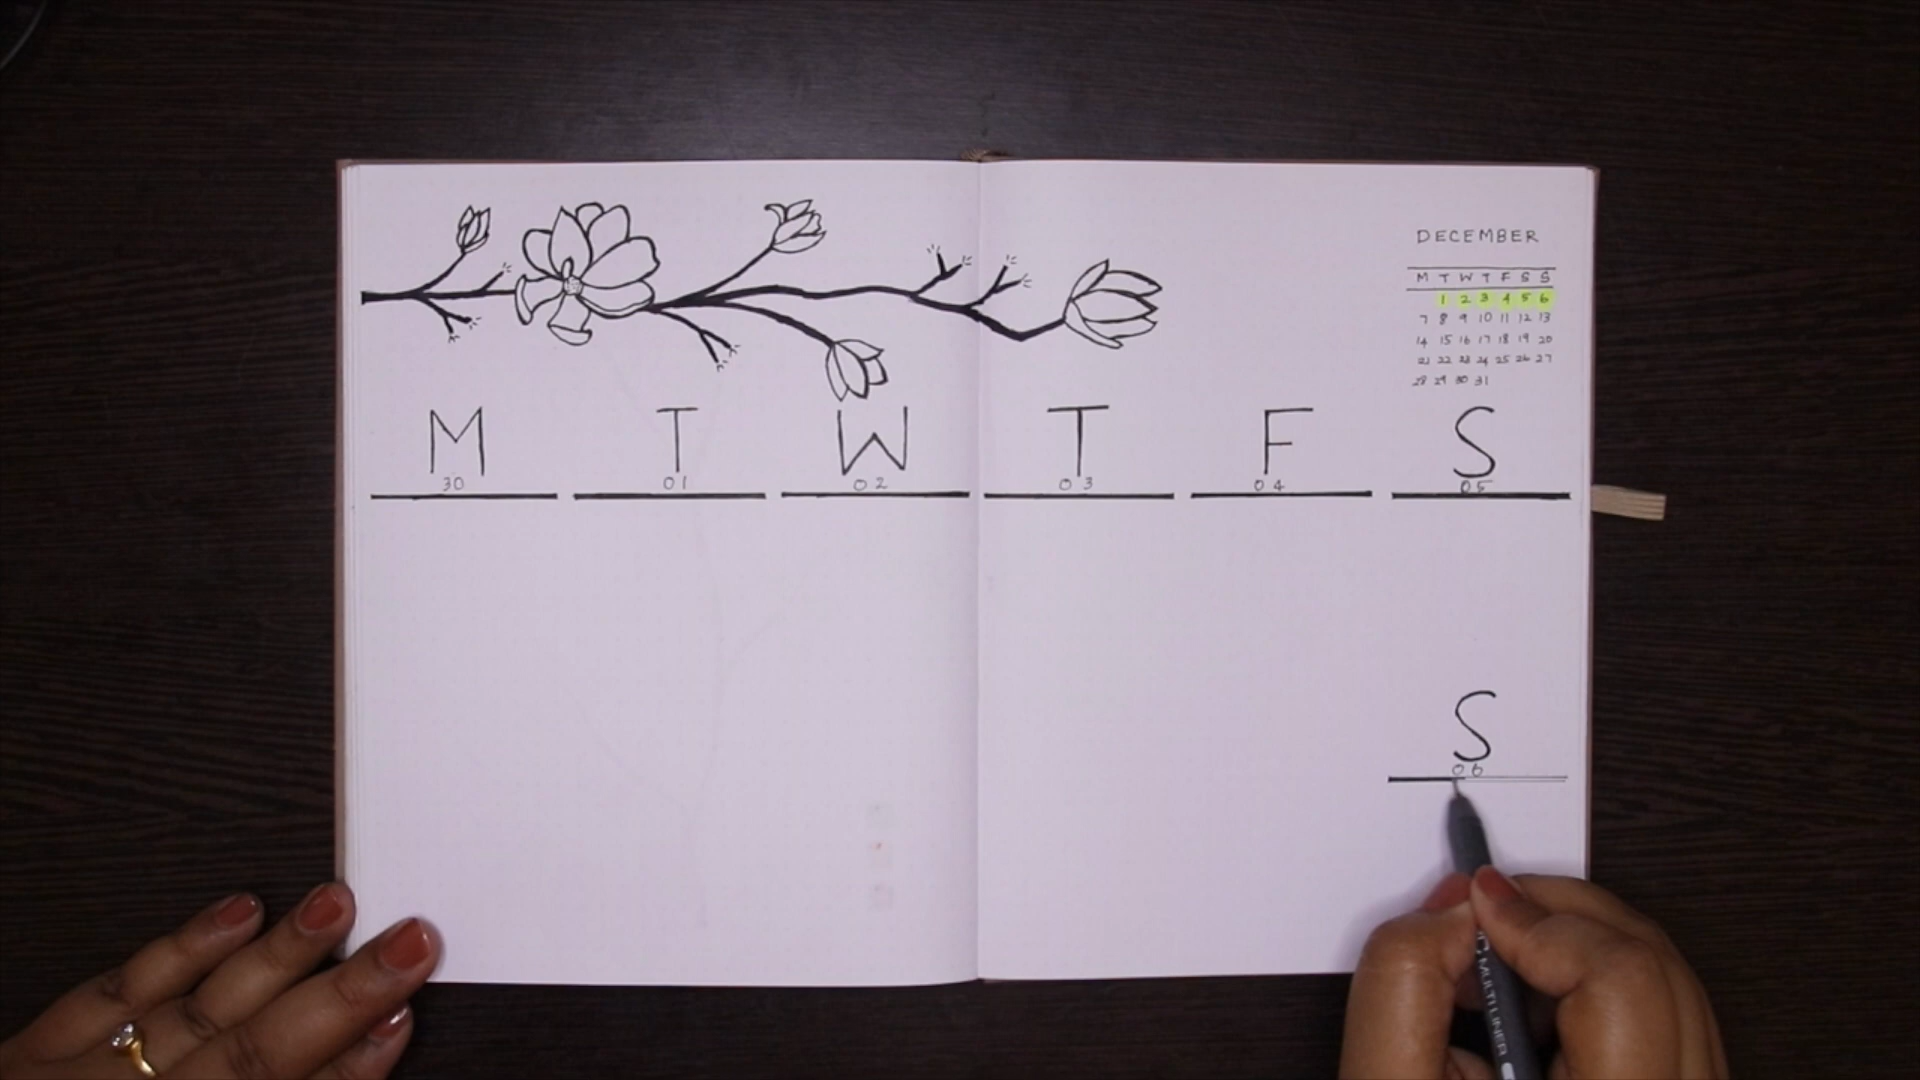 DECEMBER
M T W T F S S
1 2 3 4 5 6
7 8 9 10 11 12 13
14 15 16 17 18 19 20
21 22 23 24 25 26 27
28 29 30 31
M T W T F S
30 01 02 03 04 05
S
06
MULTILINER